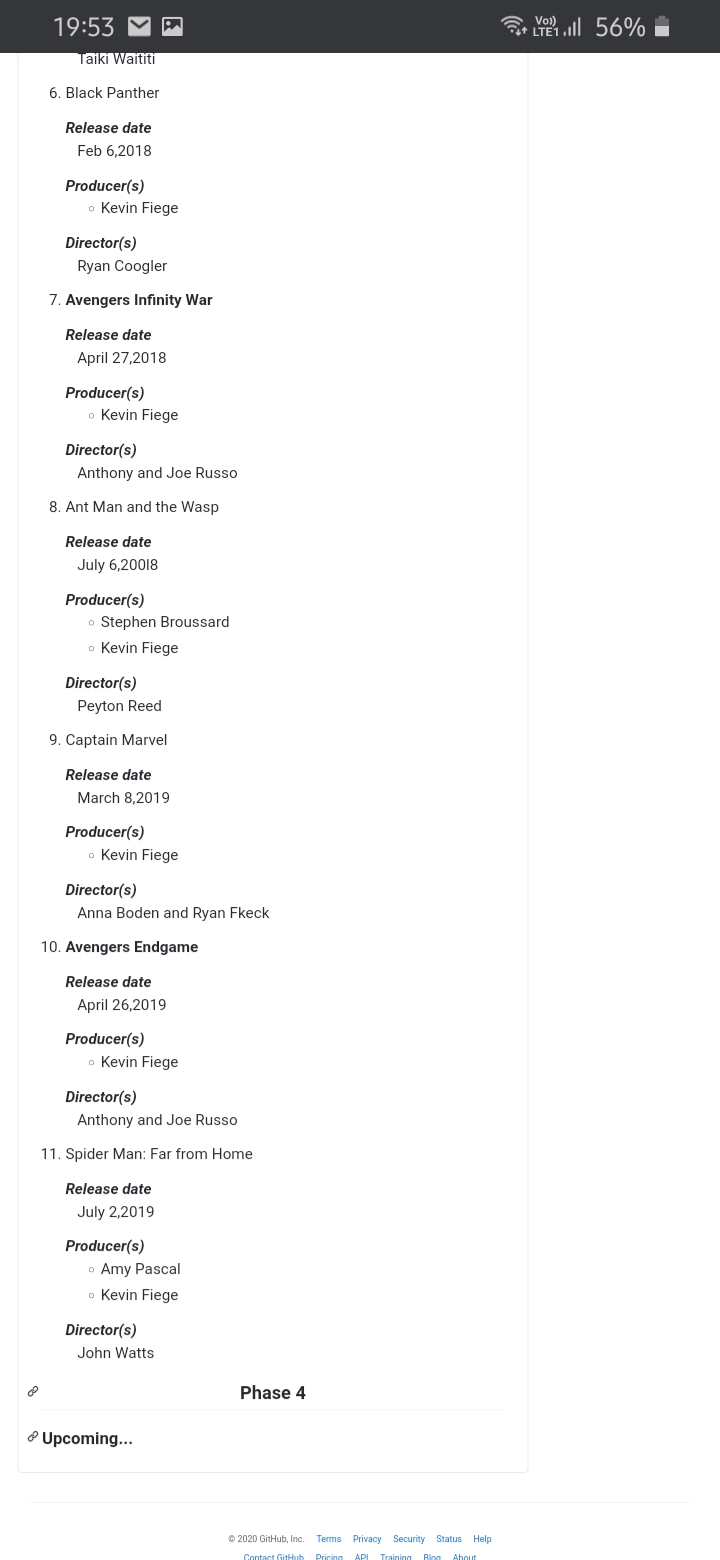 19:53 Vo)) LTE1 56%
Taiki Waititi
6. Black Panther
Release date
Feb 6,2018
Producer(s)
○ Kevin Fiege
Director(s)
Ryan Coogler
7. Avengers Infinity War
Release date
April 27,2018
Producer(s)
○ Kevin Fiege
Director(s)
Anthony and Joe Russo
8. Ant Man and the Wasp
Release date
July 6,200l8
Producer(s)
○ Stephen Broussard
○ Kevin Fiege
Director(s)
Peyton Reed
9. Captain Marvel
Release date
March 8,2019
Producer(s)
○ Kevin Fiege
Director(s)
Anna Boden and Ryan Fkeck
10. Avengers Endgame
Release date
April 26,2019
Producer(s)
○ Kevin Fiege
Director(s)
Anthony and Joe Russo
11. Spider Man: Far from Home
Release date
July 2,2019
Producer(s)
○ Amy Pascal
○ Kevin Fiege
Director(s)
John Watts
Phase 4
Upcoming...
© 2020 GitHub, Inc. Terms Privacy Security Status Help
Contact GitHub Pricing API Training Blog About